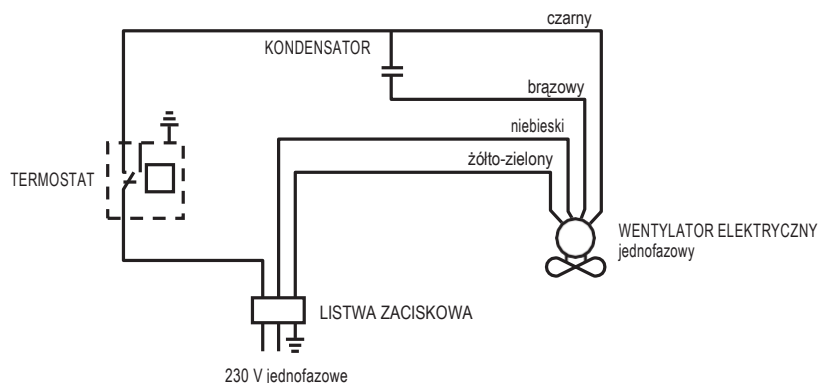 czarny
KONDENSATOR
brązowy
niebieski
żółto-zielony
TERMOSTAT
WENTYLATOR ELEKTRYCZNY
jednofazowy
LISTWA ZACISKOWA
230 V jednofazowe